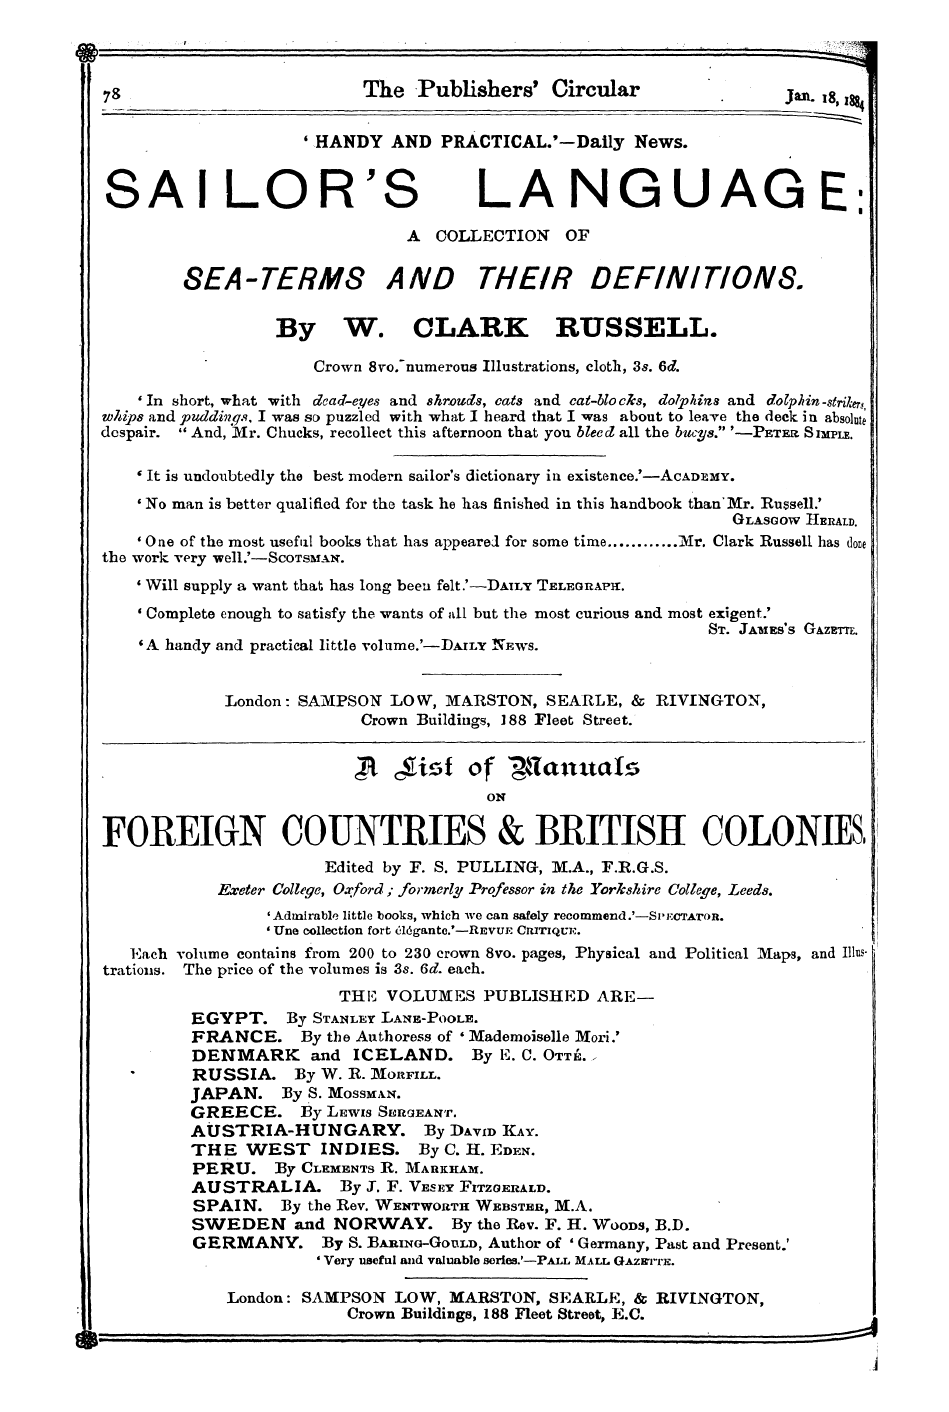 78 The Publishers' Circular Jan. 18, 1884
' HANDY AND PRACTICAL.'—Daily News.
SAILOR'S LANGUAGE:
A COLLECTION OF
SEA-TERMS AND THEIR DEFINITIONS.
By W. CLARK RUSSELL.
Crown 8vo. numerous Illustrations, cloth, 3s. 6d.
' In short, what with dead-eyes and shrouds, cats and cat-blocks, dolphins and dolphin-strikers,
whips and puddings, I was so puzzled with what I heard that I was about to leave the deck in absolute
despair. " And, Mr. Chucks, recollect this afternoon that you bleed all the buoys." '—PETER SIMPLE.
' It is undoubtedly the best modern sailor's dictionary in existence.'—ACADEMY.
' No man is better qualified for the task he has finished in this handbook than Mr. Russell.'
GLASGOW HERALD.
' One of the most useful books that has appeared for some time............Mr. Clark Russell has done
the work very well.'—SCOTSMAN.
' Will supply a want that has long been felt.'—DAILY TELEGRAPH.
' Complete enough to satisfy the wants of all but the most curious and most exigent.'
ST. JAMES'S GAZETTE.
' A handy and practical little volume.'—DAILY NEWS.
London: SAMPSON LOW, MARSTON, SEARLE, & RIVINGTON,
Crown Buildings, 188 Fleet Street.
A List of Manuals
ON
FOREIGN COUNTRIES & BRITISH COLONIES,
Edited by F. S. PULLING, M.A., F.R.G.S.
Exeter College, Oxford; formerly Professor in the Yorkshire College, Leeds.
' Admirable little books, which we can safely recommend.'—SPECTATOR.
' Une collection fort élégante.'—REVUE CRITIQUE.
Each volume contains from 200 to 230 crown 8vo. pages, Physical and Political Maps, and Illus-
trations. The price of the volumes is 3s. 6d. each.
THE VOLUMES PUBLISHED ARE—
EGYPT. By STANLEY LANE-POOLE.
FRANCE. By the Authoress of ' Mademoiselle Mori.'
DENMARK and ICELAND. By E. C. OTTÉ.
RUSSIA. By W. R. MORFILL.
JAPAN. By S. MOSSMAN.
GREECE. By LEWIS SERGEANT.
AUSTRIA-HUNGARY. By DAVID KAY.
THE WEST INDIES. By C. H. EDEN.
PERU. By CLEMENTS R. MARKHAM.
AUSTRALIA. By J. F. VESEY FITZGERALD.
SPAIN. By the Rev. WENTWORTH WEBSTER, M.A.
SWEDEN and NORWAY. By the Rev. F. H. WOODS, B.D.
GERMANY. By S. BARING-GOULD, Author of ' Germany, Past and Present.'
' Very useful and valuable series.'—PALL MALL GAZETTE.
London: SAMPSON LOW, MARSTON, SEARLE, & RIVINGTON,
Crown Buildings, 188 Fleet Street, E.C.